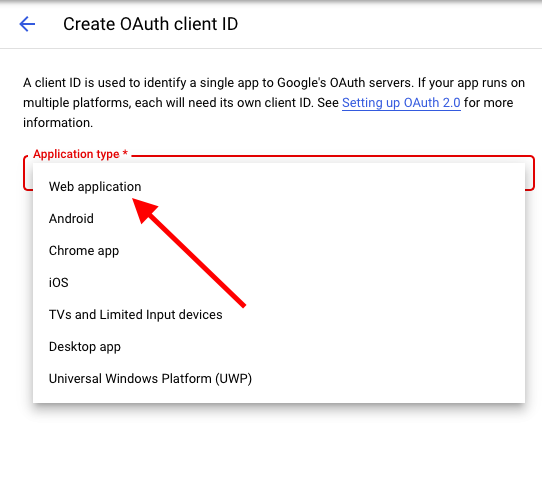 Create OAuth client ID
A client ID is used to identify a single app to Google's OAuth servers. If your app runs on
multiple platforms, each will need its own client ID. See Setting up OAuth 2.0 for more
information.
Application type *
Web application
Android
Chrome app
iOS
TVs and Limited Input devices
Desktop app
Universal Windows Platform (UWP)